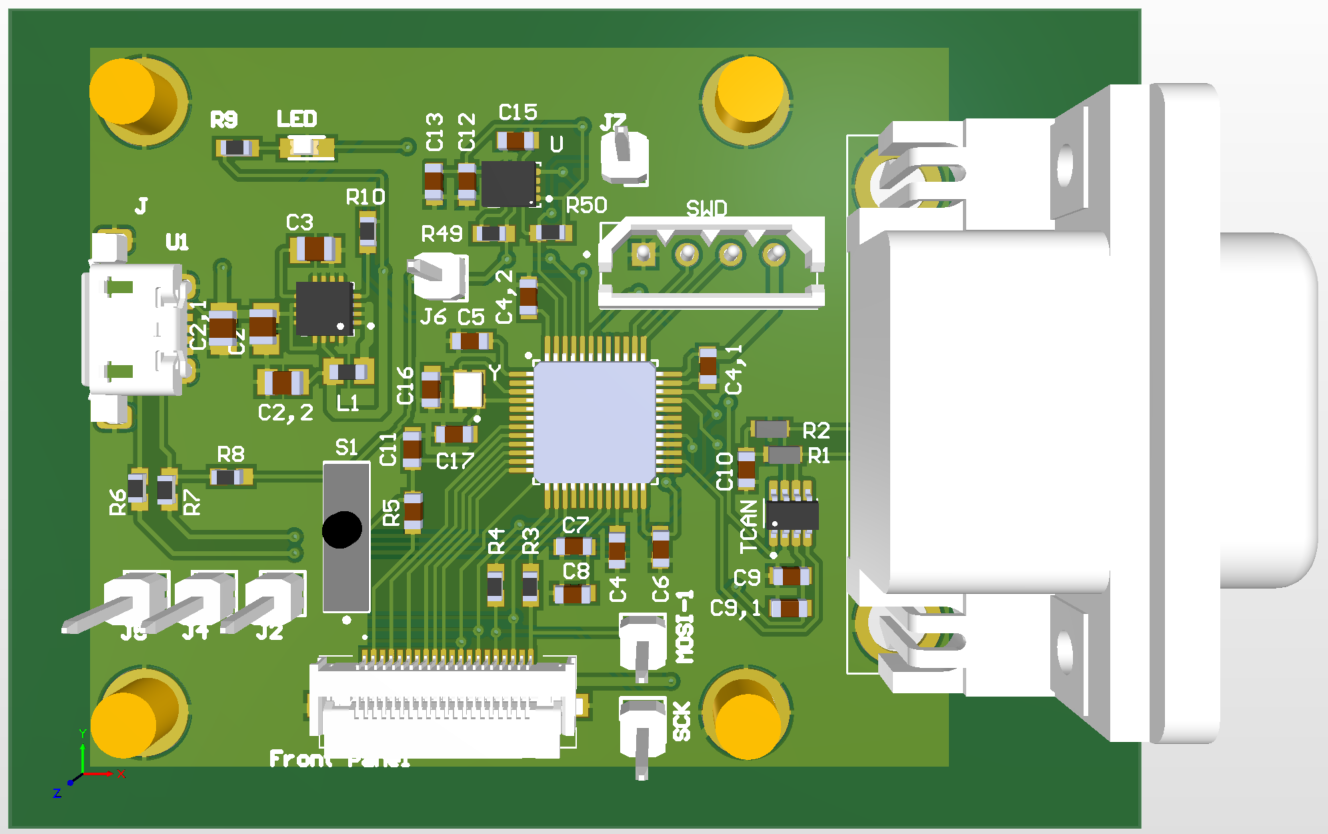 R9
LED
C13
C12
C15
U
J7
R10
J
U1
C3
R49
R50
SWD
C2,1
C2
J6
C5
C4,2
C4,1
C16
Y
C2,2
L1
R2
R1
C11
C17
C10
S1
R8
R6
R7
R5
TCAN
R4
R3
C7
C8
C4
C6
C9
C9,1
J5
J4
J2
MOSI-1
SCK
Front Panel
Y
X
Z